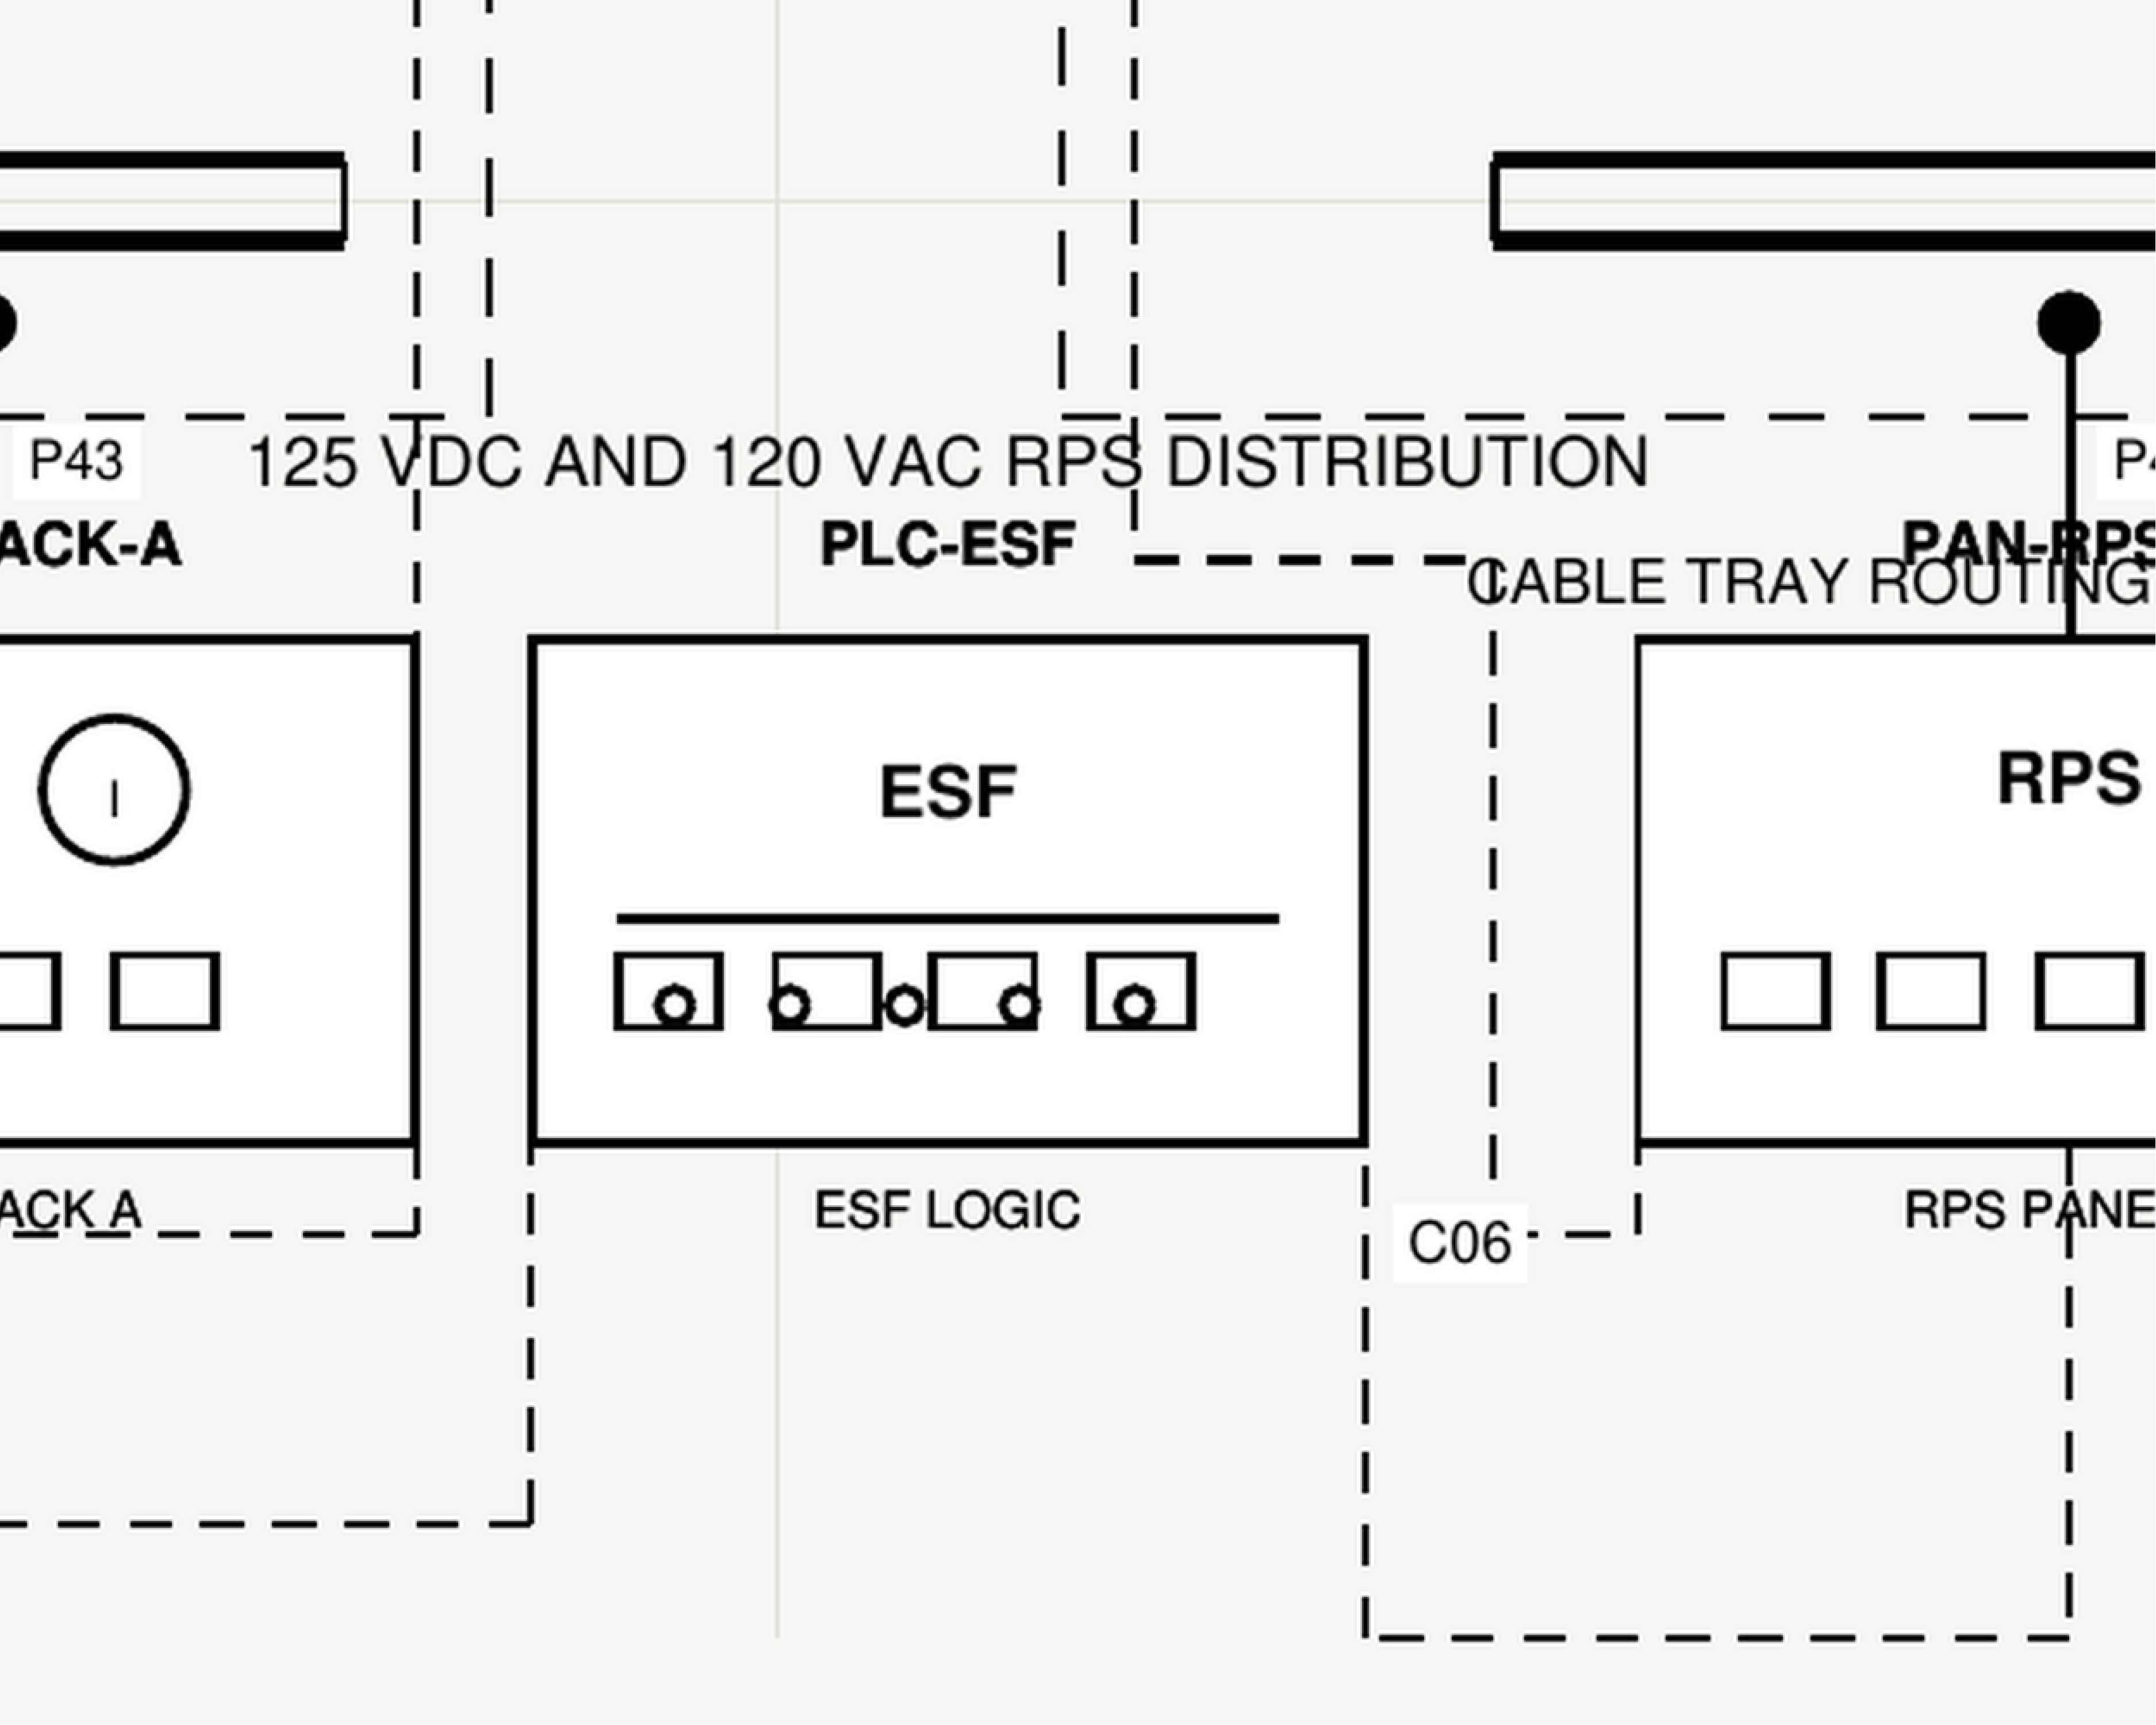 P43
125 VDC AND 120 VAC RPS DISTRIBUTION
P4
ACK-A
PLC-ESF
PAN-RPS
CABLE TRAY ROUTING
I
ESF
RPS
ACK A
ESF LOGIC
RPS PANE
C06